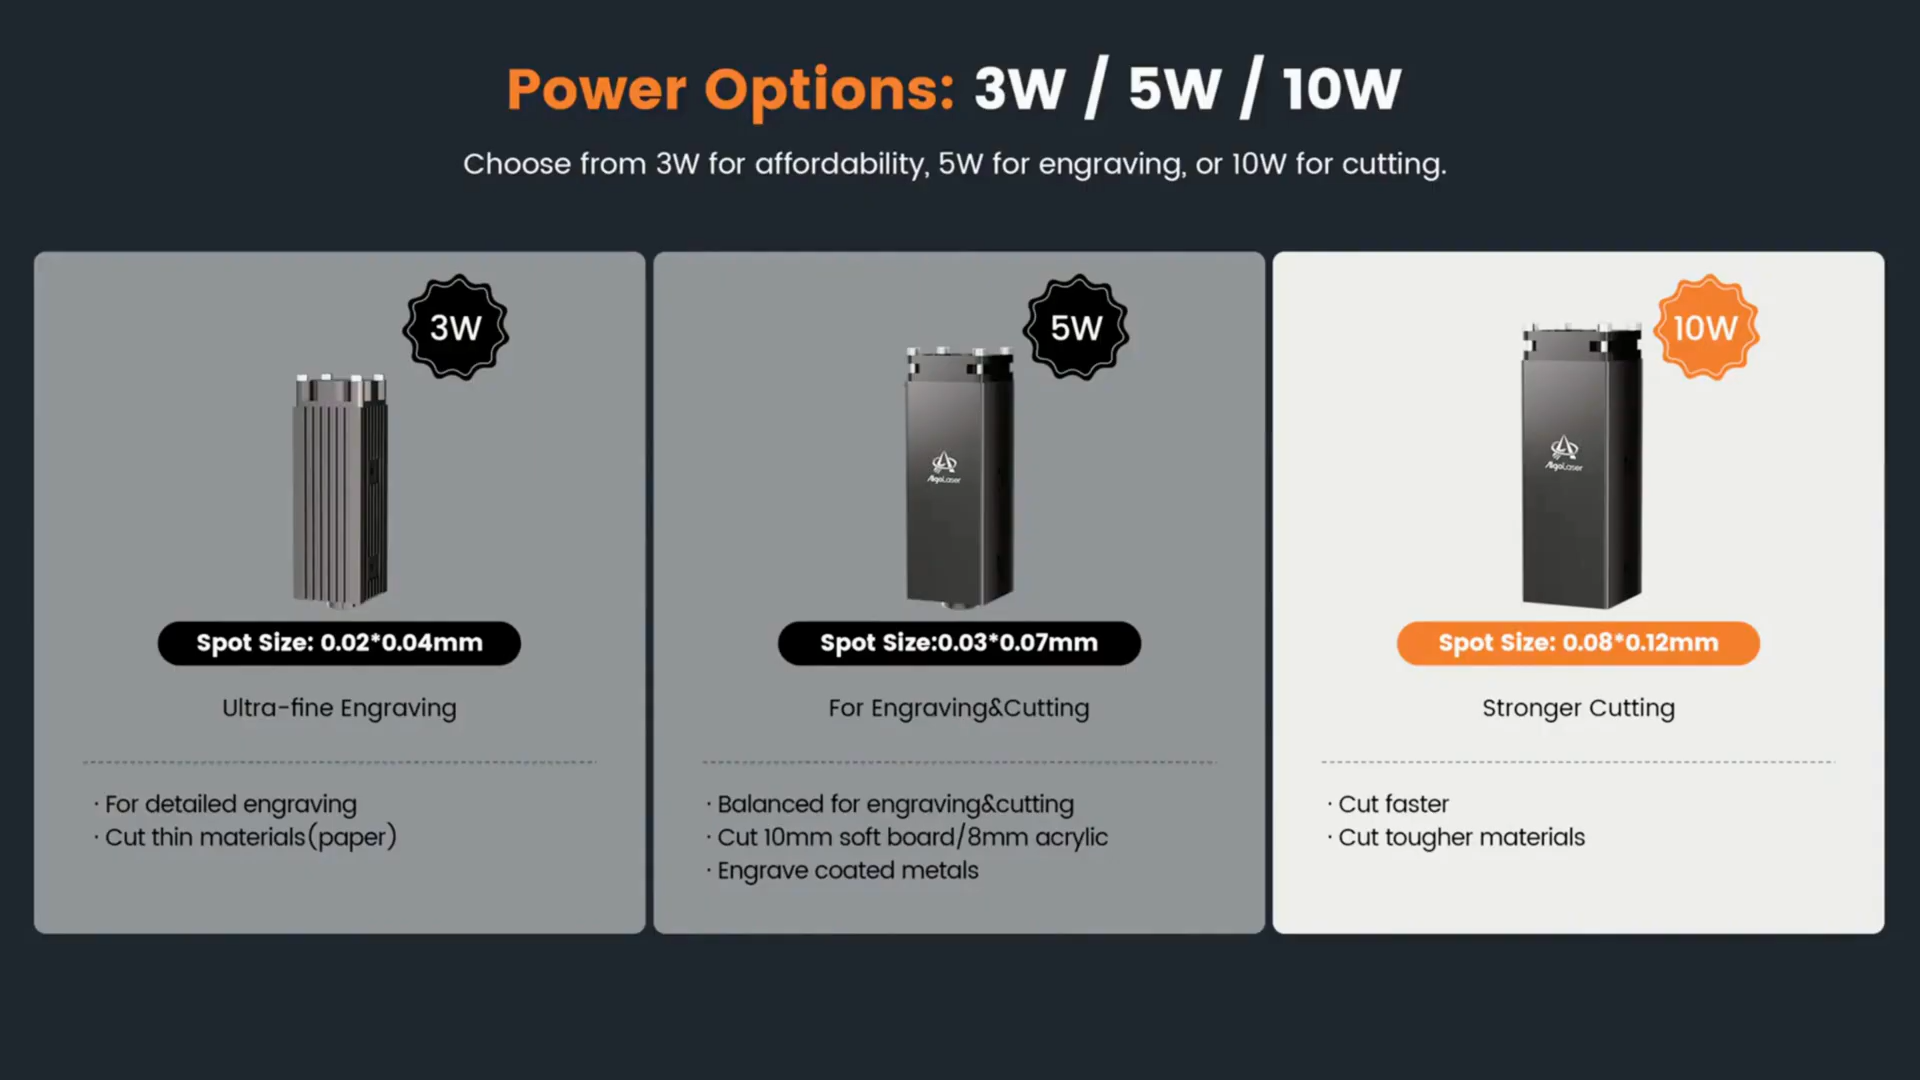 Power Options: 3W / 5W / 10W
Choose from 3W for affordability, 5W for engraving, or 10W for cutting.
3W
Spot Size: 0.02*0.04mm
Ultra-fine Engraving
· For detailed engraving
· Cut thin materials(paper)
5W
AlgoLaser
Spot Size:0.03*0.07mm
For Engraving&Cutting
· Balanced for engraving&cutting
· Cut 10mm soft board/8mm acrylic
· Engrave coated metals
10W
AlgoLaser
Spot Size: 0.08*0.12mm
Stronger Cutting
· Cut faster
· Cut tougher materials